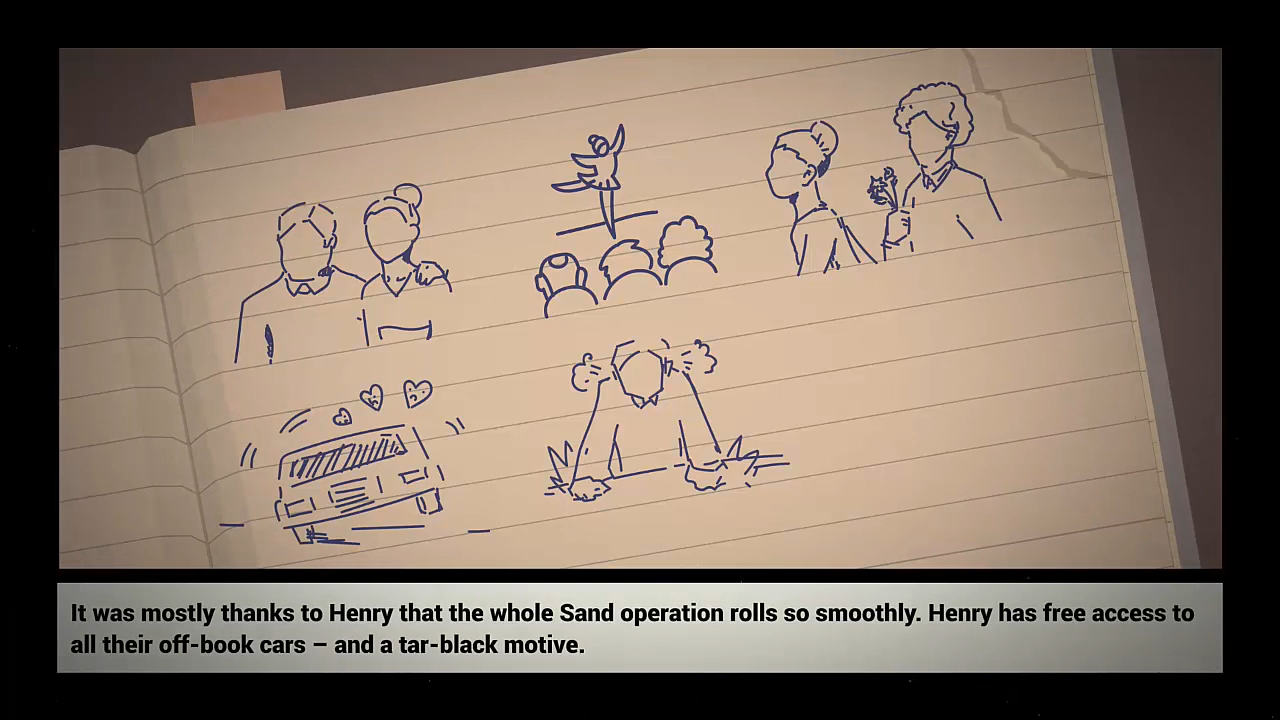 It was mostly thanks to Henry that the whole Sand operation rolls so smoothly. Henry has free access to
all their off-book cars – and a tar-black motive.